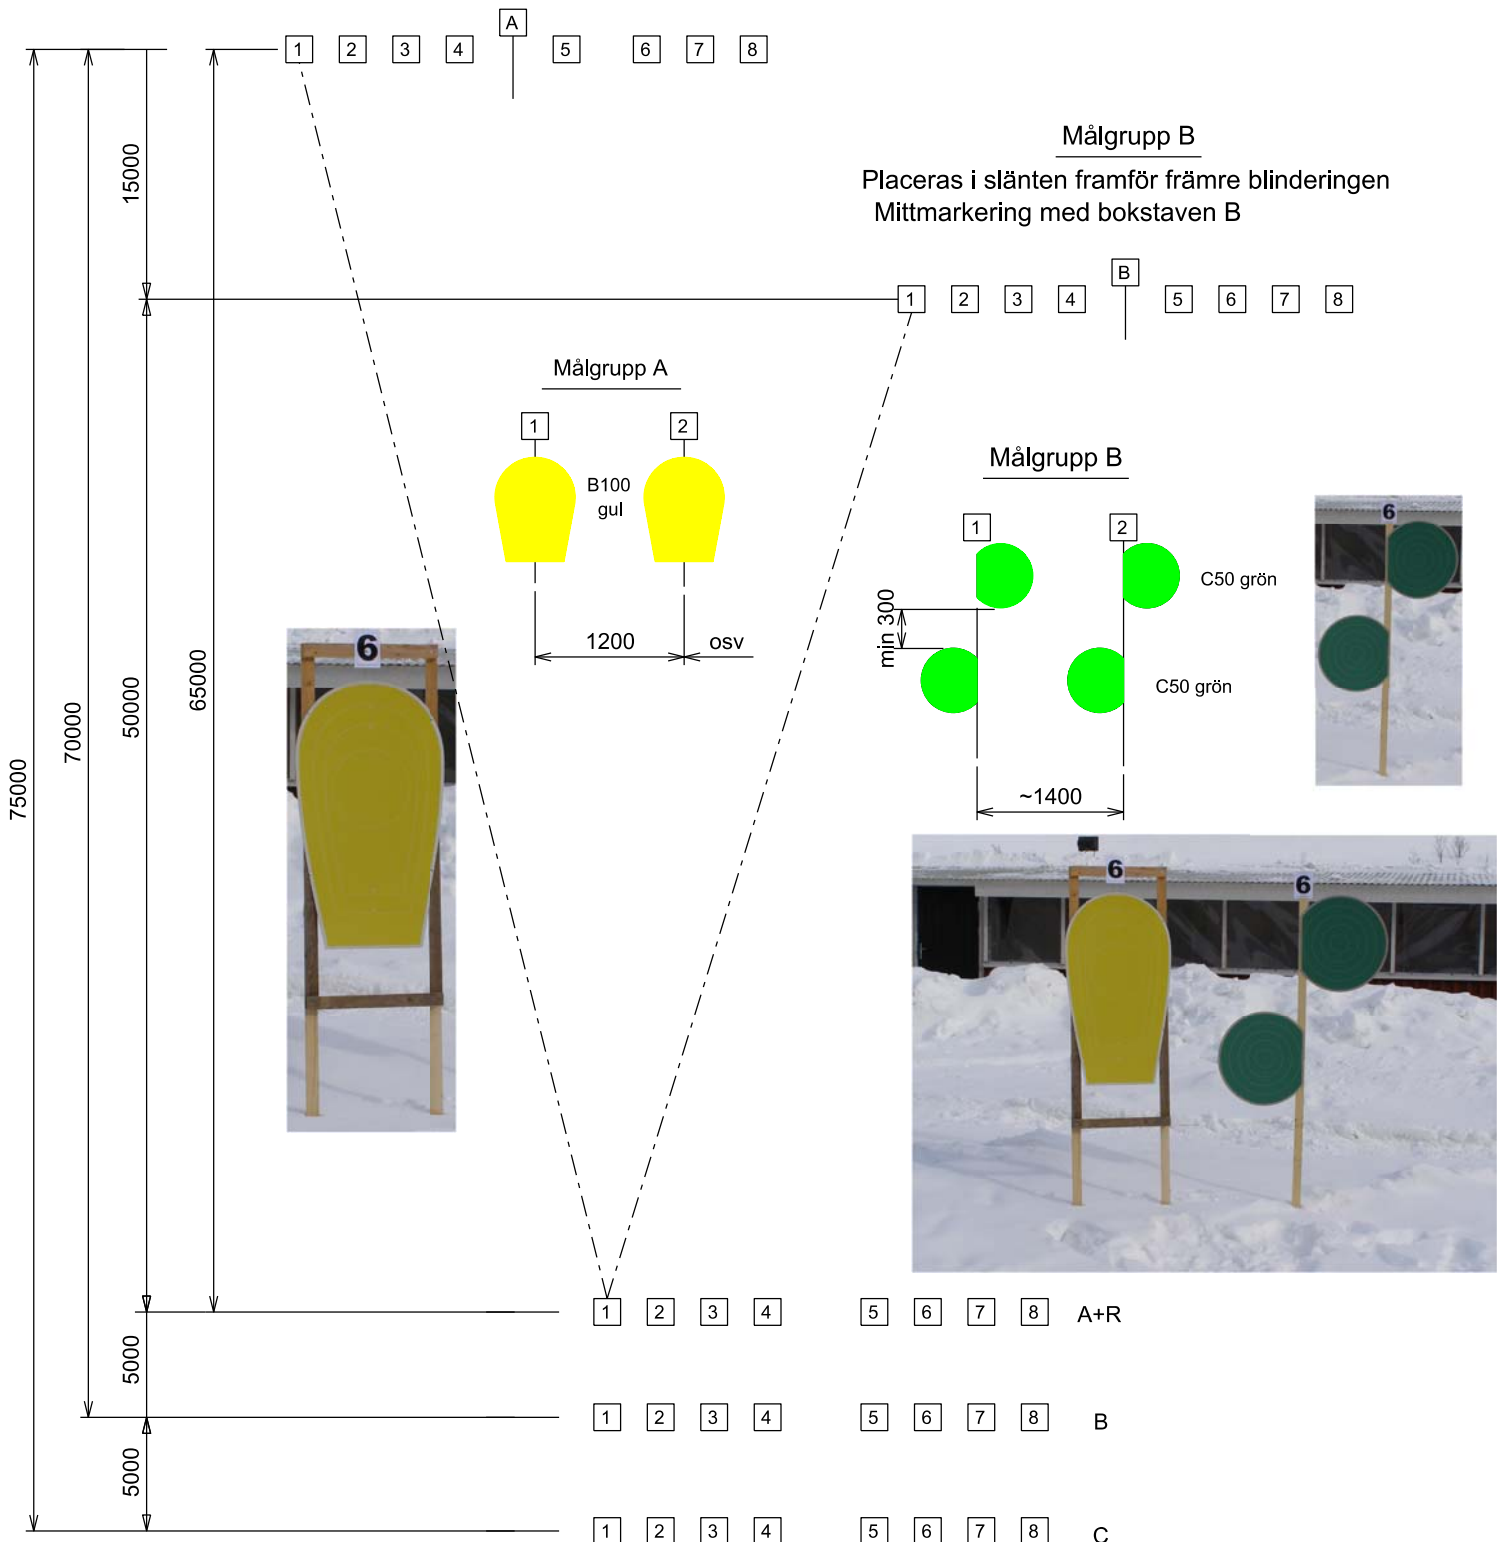 A
1 2 3 4 5 6 7 8
Målgrupp B
Placeras i slänten framför främre blinderingen
Mittmarkering med bokstaven B
B
1 2 3 4 5 6 7 8
15000
Målgrupp A
1 2
B100
gul
1200 osv
Målgrupp B
1 2
C50 grön
min 300
C50 grön
~1400
6
6
6 6
75000
70000
50000
65000
1 2 3 4 5 6 7 8 A+R
5000
1 2 3 4 5 6 7 8 B
5000
1 2 3 4 5 6 7 8 C